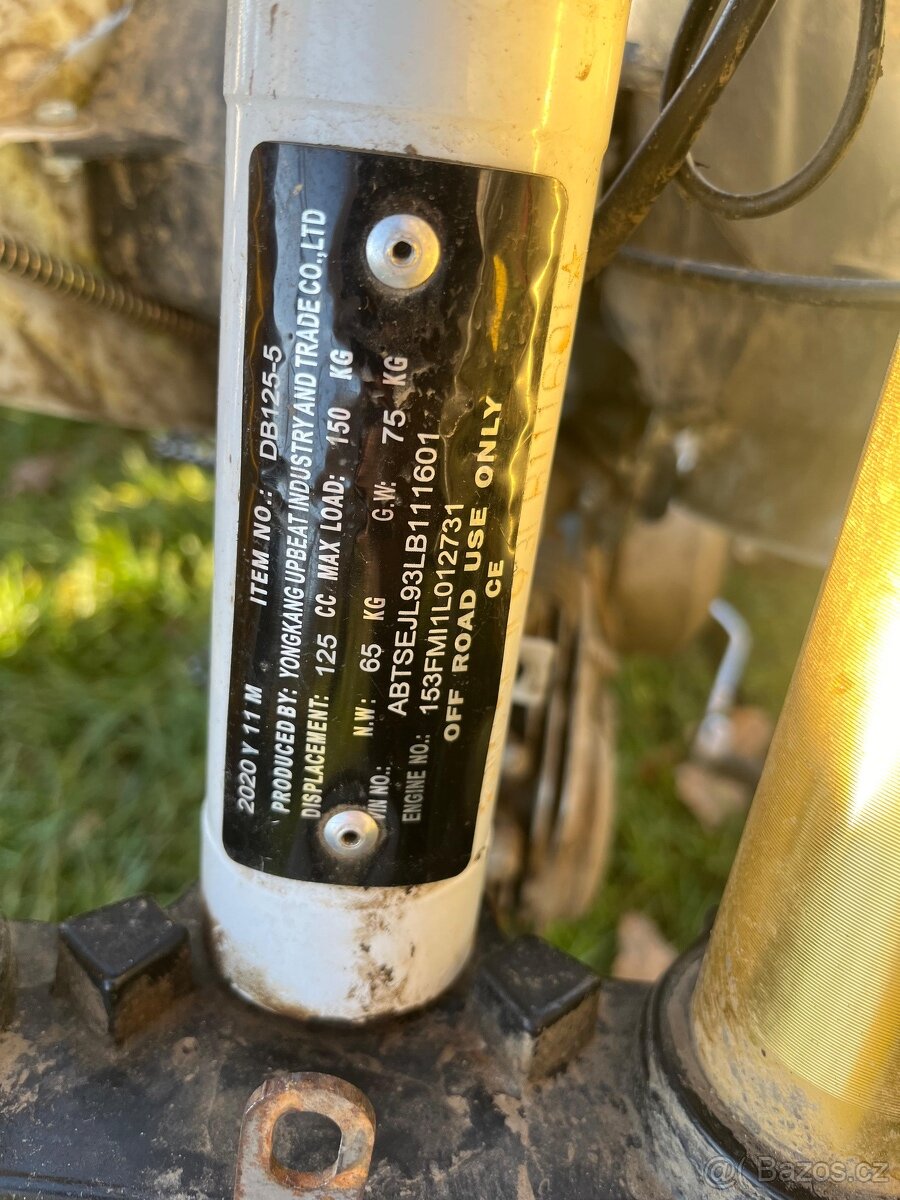 2020 Y 11 M ITEM NO.: DB125-5
PRODUCED BY: YONGKANG UPBEAT INDUSTRY AND TRADE CO.,LTD
DISPLACEMENT: 125 CC MAX LOAD: 150 KG
N.W: 65 KG G.W: 75 KG
VIN NO.: ABTSEJL93LB111601
ENGINE NO.: 153FMI1L012731
OFF ROAD USE ONLY
CE
@( Bazos.cz